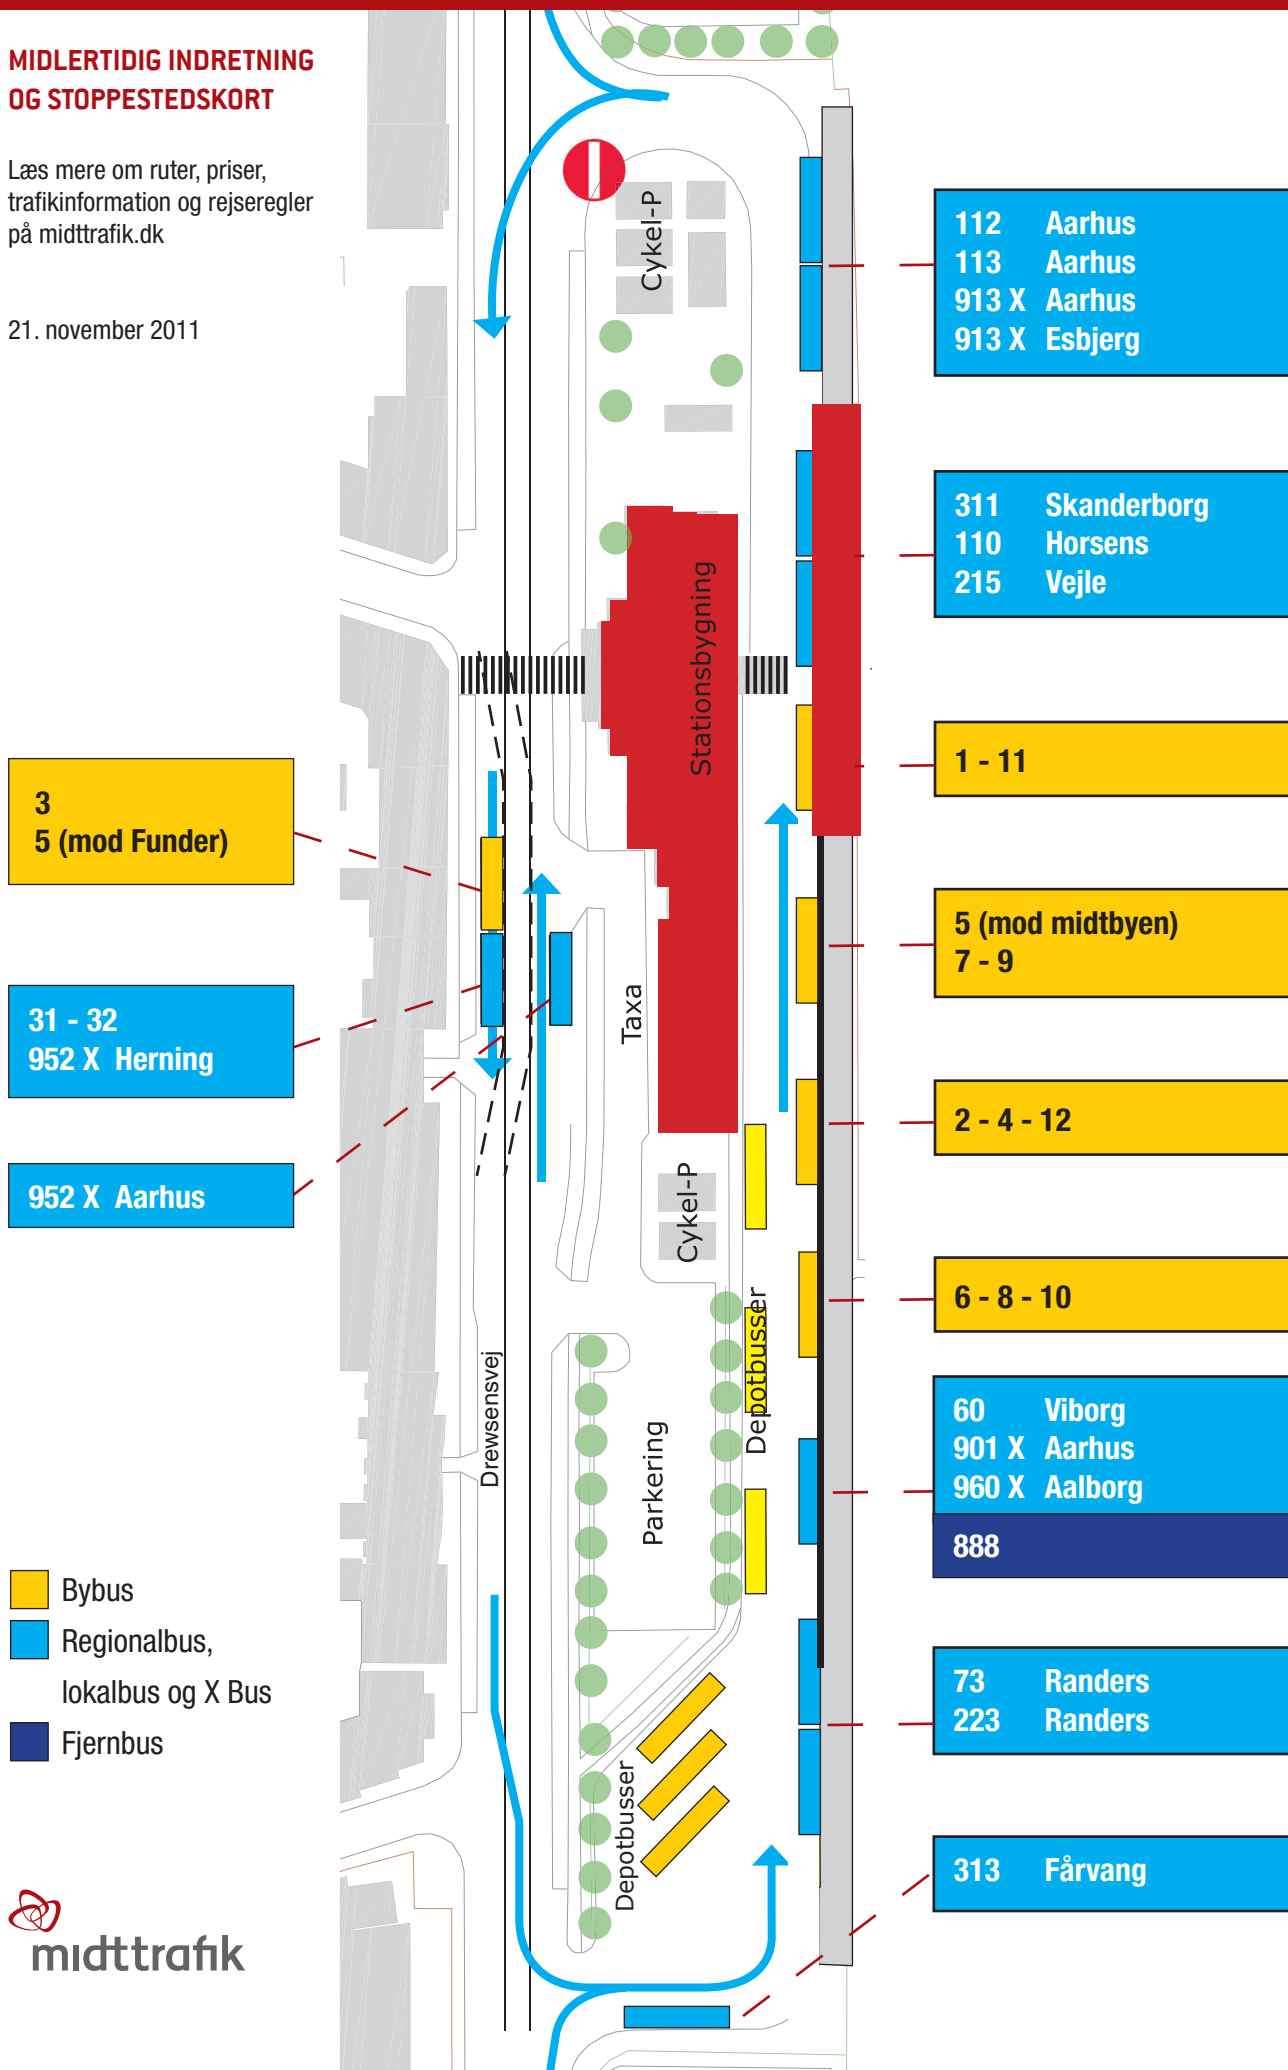 MIDLERTIDIG INDRETNING
OG STOPPESTEDSKORT
Læs mere om ruter, priser,
trafikinformation og rejseregler
på midttrafik.dk
21. november 2011
Cykel-P
112 Aarhus
113 Aarhus
913 X Aarhus
913 X Esbjerg
311 Skanderborg
110 Horsens
215 Vejle
Stationsbygning
1 - 11
3
5 (mod Funder)
5 (mod midtbyen)
7 - 9
31 - 32
952 X Herning
Taxa
2 - 4 - 12
952 X Aarhus
Cykel-P
6 - 8 - 10
Depotbusser
Drewsensvej
Parkering
60 Viborg
901 X Aarhus
960 X Aalborg
888
Bybus
Regionalbus,
lokalbus og X Bus
Fjernbus
73 Randers
223 Randers
Depotbusser
313 Fårvang
midttrafik